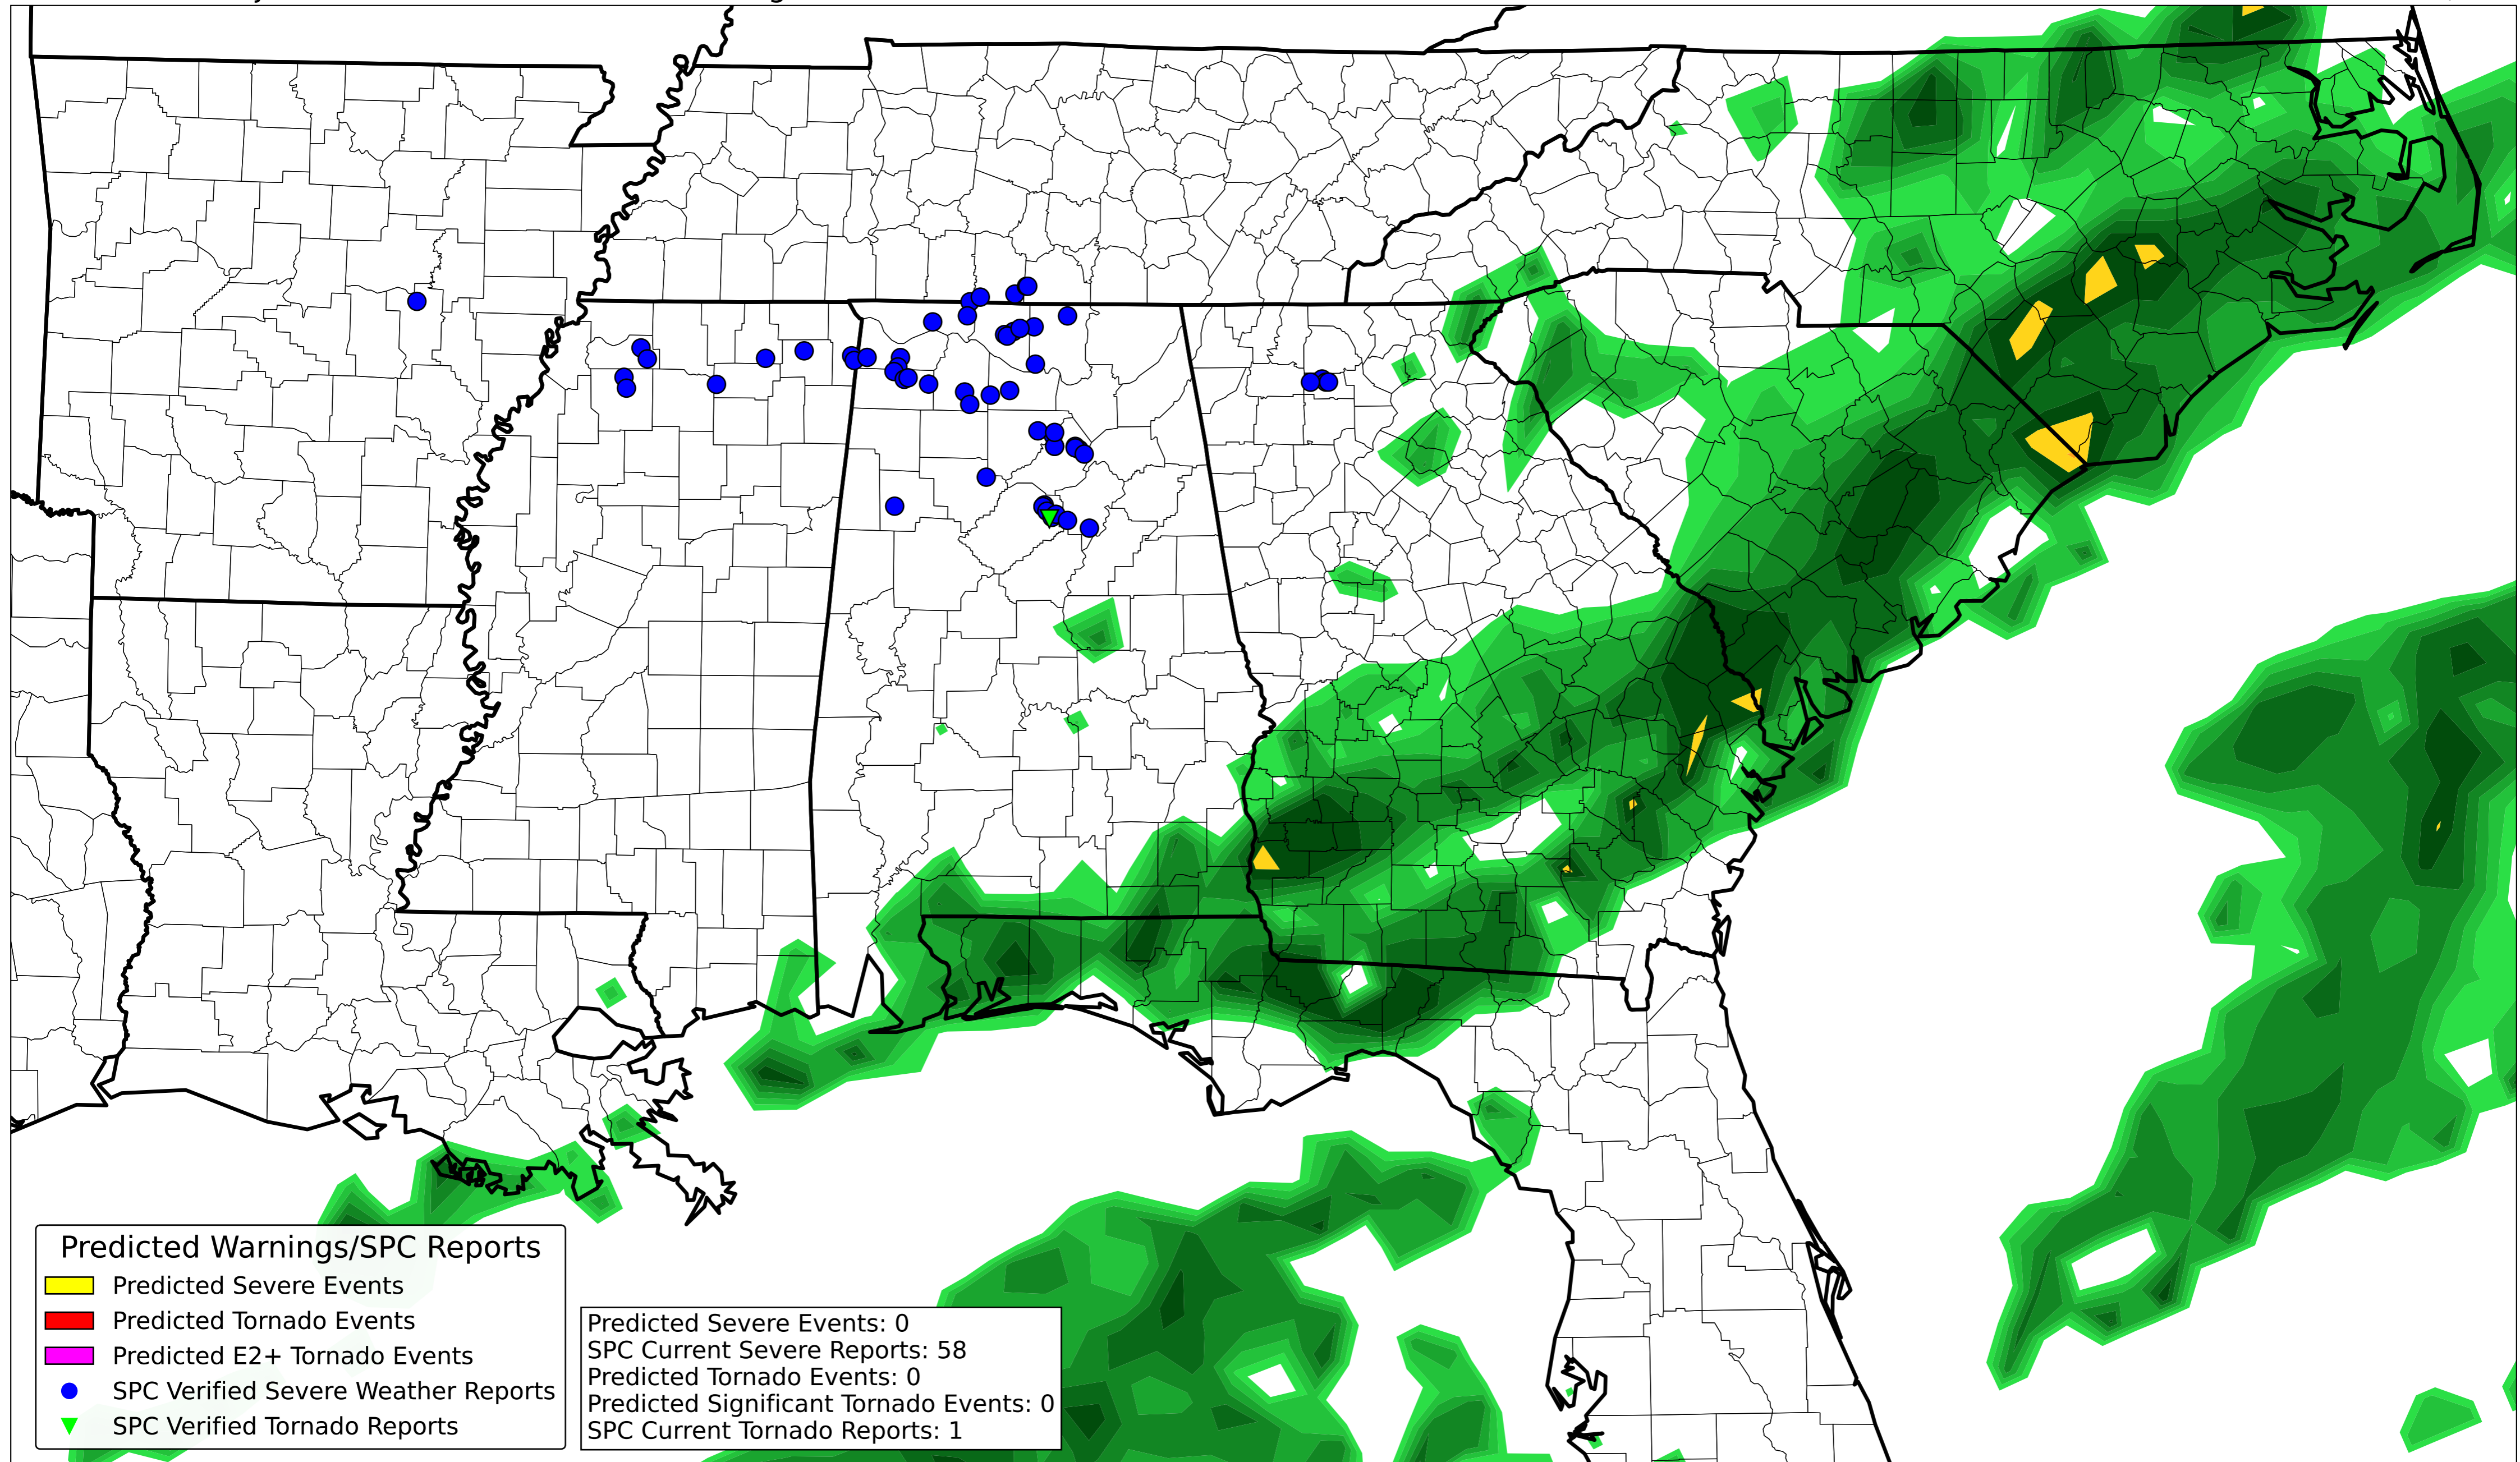 Predicted Warnings/SPC Reports
Predicted Severe Events
Predicted Tornado Events
Predicted E2+ Tornado Events
SPC Verified Severe Weather Reports
SPC Verified Tornado Reports
Predicted Severe Events: 0
SPC Current Severe Reports: 58
Predicted Tornado Events: 0
Predicted Significant Tornado Events: 0
SPC Current Tornado Reports: 1